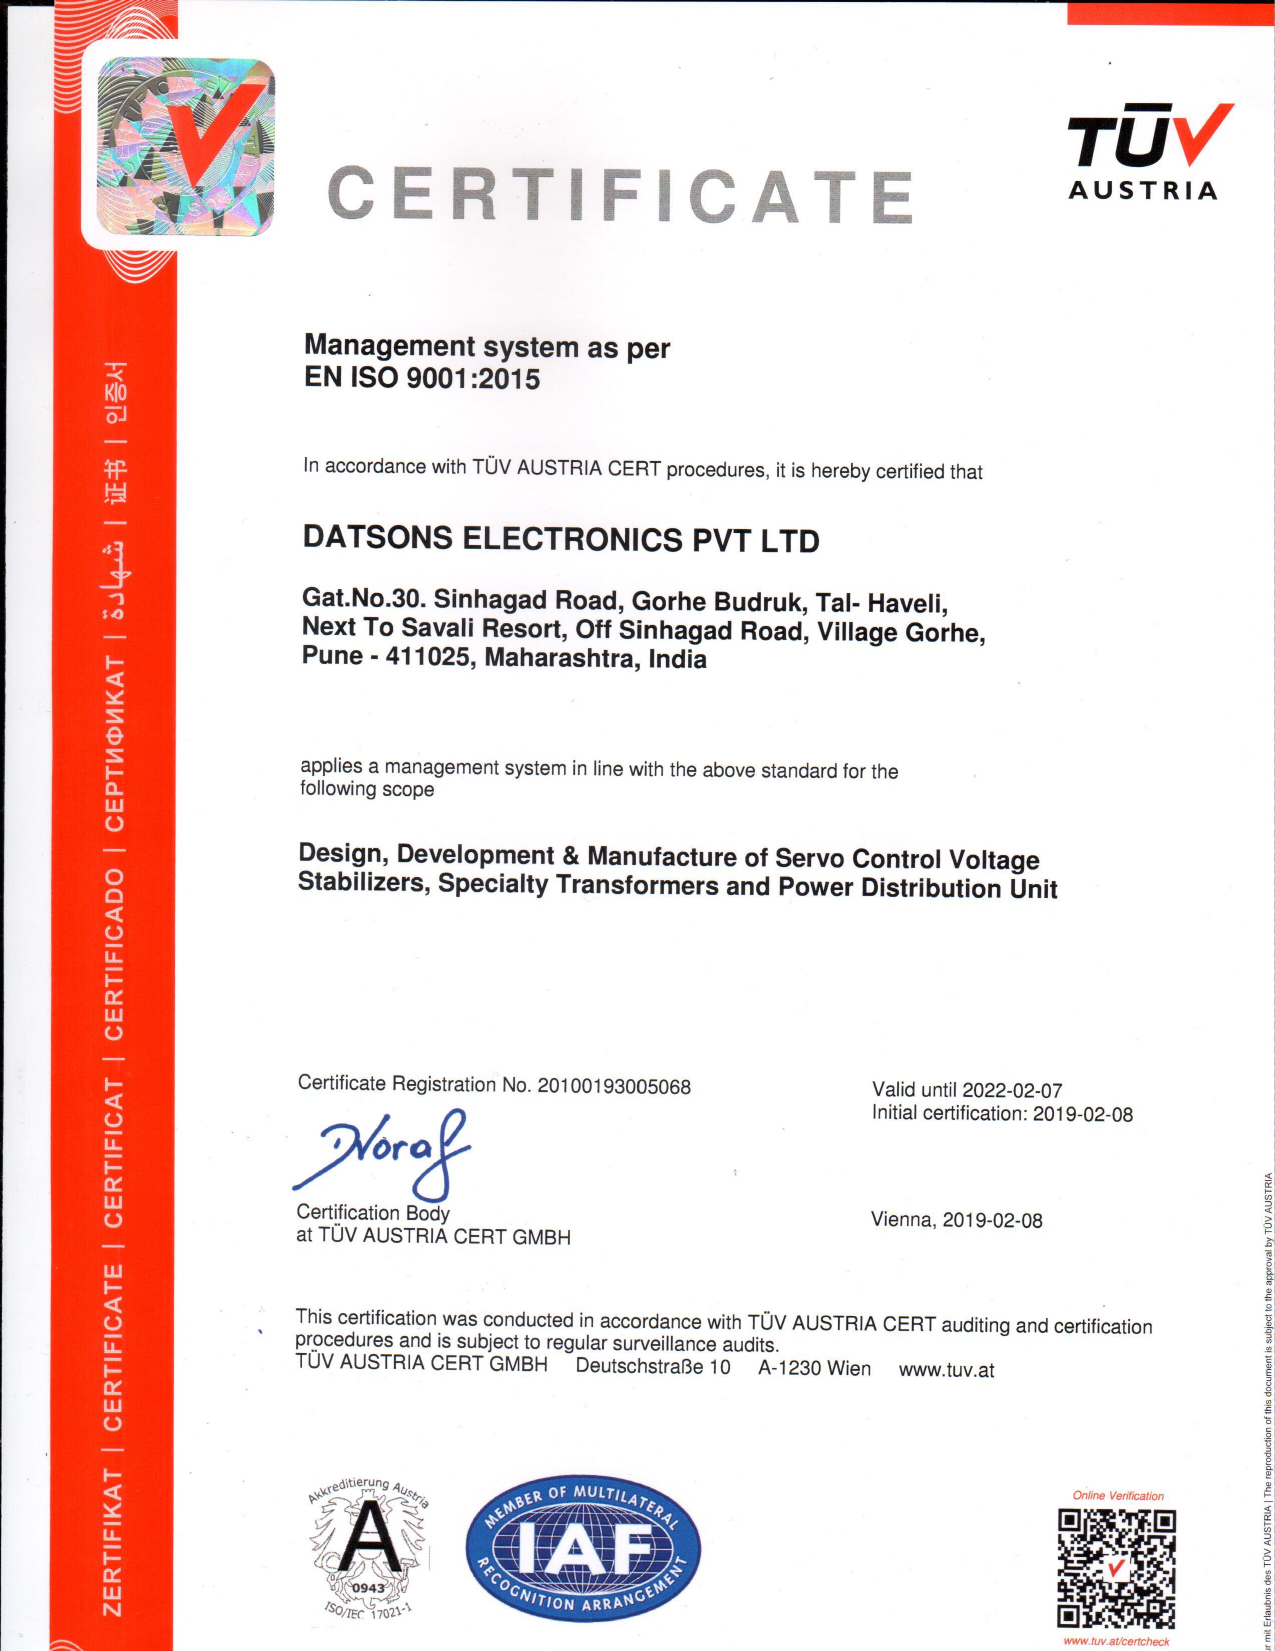 TÜV
AUSTRIA
CERTIFICATE
Management system as per
EN ISO 9001:2015
In accordance with TÜV AUSTRIA CERT procedures, it is hereby certified that
DATSONS ELECTRONICS PVT LTD
Gat.No.30. Sinhagad Road, Gorhe Budruk, Tal- Haveli,
Next To Savali Resort, Off Sinhagad Road, Village Gorhe,
Pune - 411025, Maharashtra, India
applies a management system in line with the above standard for the
following scope
Design, Development & Manufacture of Servo Control Voltage
Stabilizers, Specialty Transformers and Power Distribution Unit
Certificate Registration No. 20100193005068
Valid until 2022-02-07
Initial certification: 2019-02-08
Certification Body
at TÜV AUSTRIA CERT GMBH
Vienna, 2019-02-08
This certification was conducted in accordance with TÜV AUSTRIA CERT auditing and certification
procedures and is subject to regular surveillance audits.
TÜV AUSTRIA CERT GMBH Deutschstraße 10 A-1230 Wien www.tuv.at
Akkreditierung Austria
A
0943
ISO/IEC 17021-1
MEMBER OF MULTILATERAL
IAF
RECOGNITION ARRANGEMENT
Online Verification
www.tuv.at/certcheck
ZERTIFIKAT | CERTIFICATE | CERTIFICAT | CERTIFICADO | СЕРТИФИКАТ | شهادة | 证书 | 인증서
mit Erlaubnis des TÜV AUSTRIA | The reproduction of this document is subject to the approval by TÜV AUSTRIA